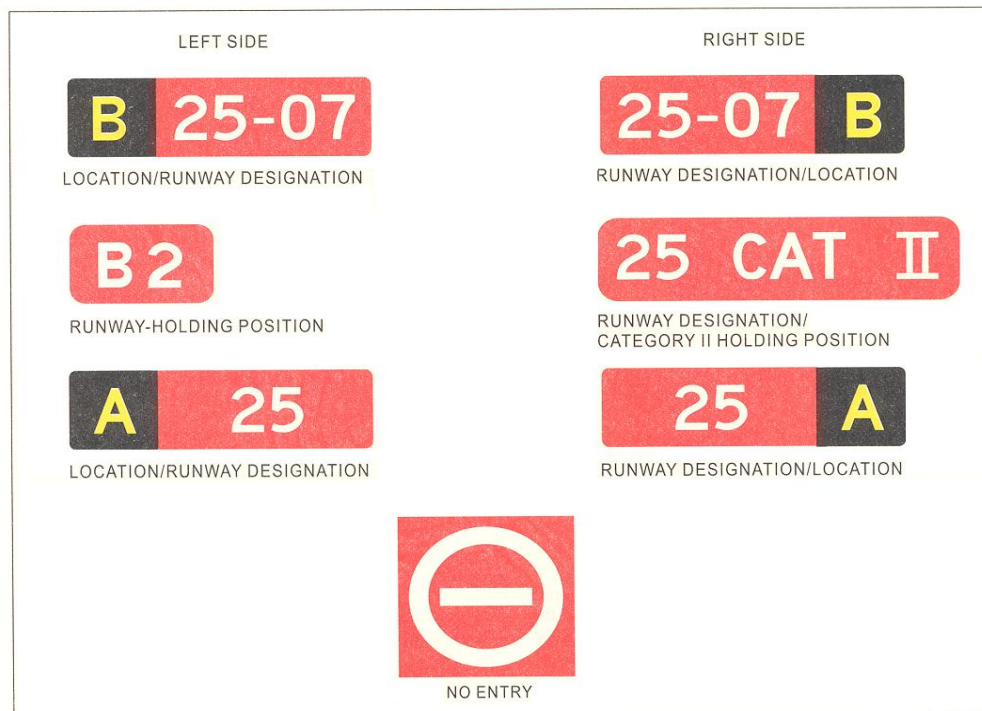 LEFT SIDE
RIGHT SIDE
B 25-07
25-07 B
LOCATION/RUNWAY DESIGNATION
RUNWAY DESIGNATION/LOCATION
B2
25 CAT II
RUNWAY-HOLDING POSITION
RUNWAY DESIGNATION/
CATEGORY II HOLDING POSITION
A 25
25 A
LOCATION/RUNWAY DESIGNATION
RUNWAY DESIGNATION/LOCATION
NO ENTRY